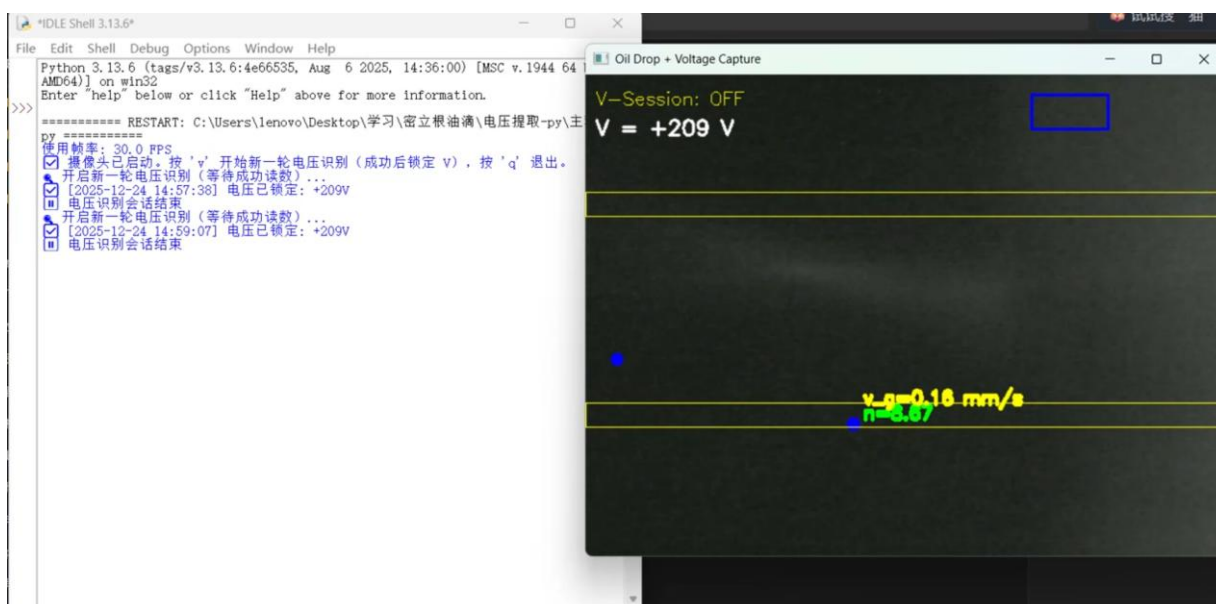 *IDLE Shell 3.13.6*
File Edit Shell Debug Options Window Help
Python 3.13.6 (tags/v3.13.6:4e66535, Aug 6 2025, 14:36:00) [MSC v.1944 64
AMD64)] on win32
Enter "help" below or click "Help" above for more information.
>>>
=========== RESTART: C:\Users\lenovo\Desktop\学习\密立根油滴\电压提取-py\主
py ===========
使用帧率: 30.0 FPS
摄像头已启动。按 'v' 开始新一轮电压识别（成功后锁定 V），按 'q' 退出。
开启新一轮电压识别（等待成功读数）...
[2025-12-24 14:57:38] 电压已锁定: +209V
电压识别会话结束
开启新一轮电压识别（等待成功读数）...
[2025-12-24 14:59:07] 电压已锁定: +209V
电压识别会话结束
Oil Drop + Voltage Capture
V-Session: OFF
V = +209 V
v_g=0.16 mm/s